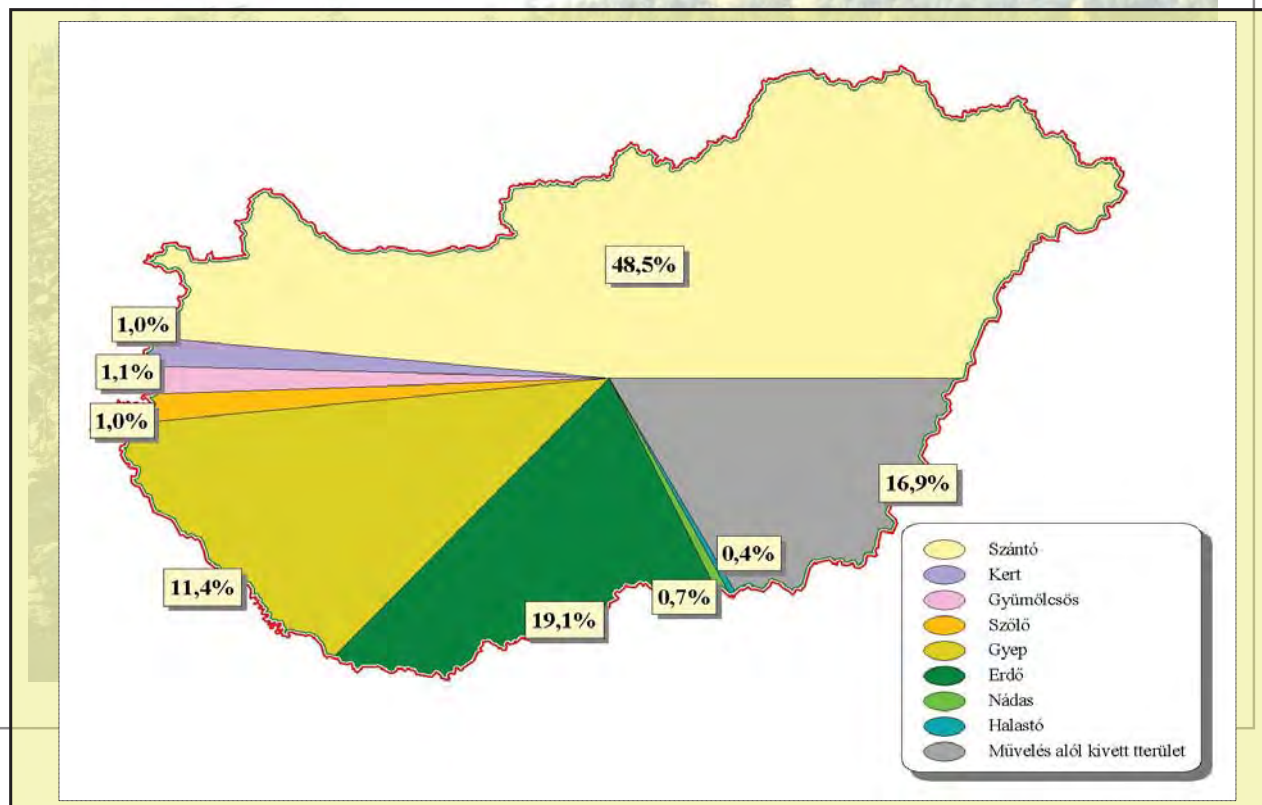 48,5%
1,0%
1,1%
1,0%
11,4%
19,1%
0,7%
0,4%
16,9%
Szántó
Kert
Gyümölcsös
Szőlő
Gyep
Erdő
Nádas
Halastó
Művelés alól kivett tterület